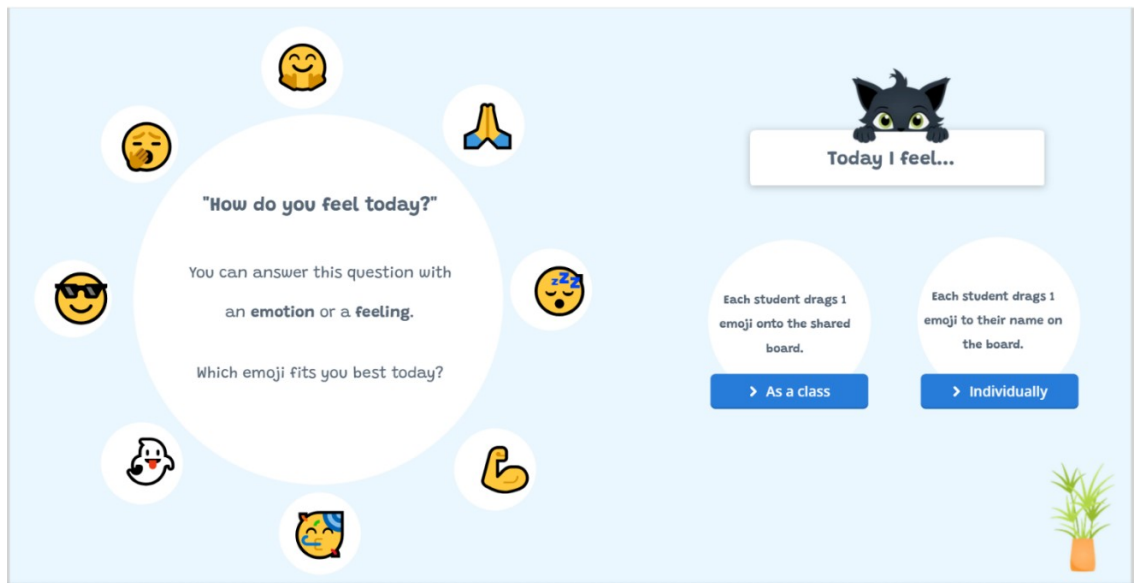 "How do you feel today?"
You can answer this question with
an emotion or a feeling.
Which emoji fits you best today?
Today I feel...
Each student drags 1
emoji onto the shared
board.
As a class
Each student drags 1
emoji to their name on
the board.
Individually